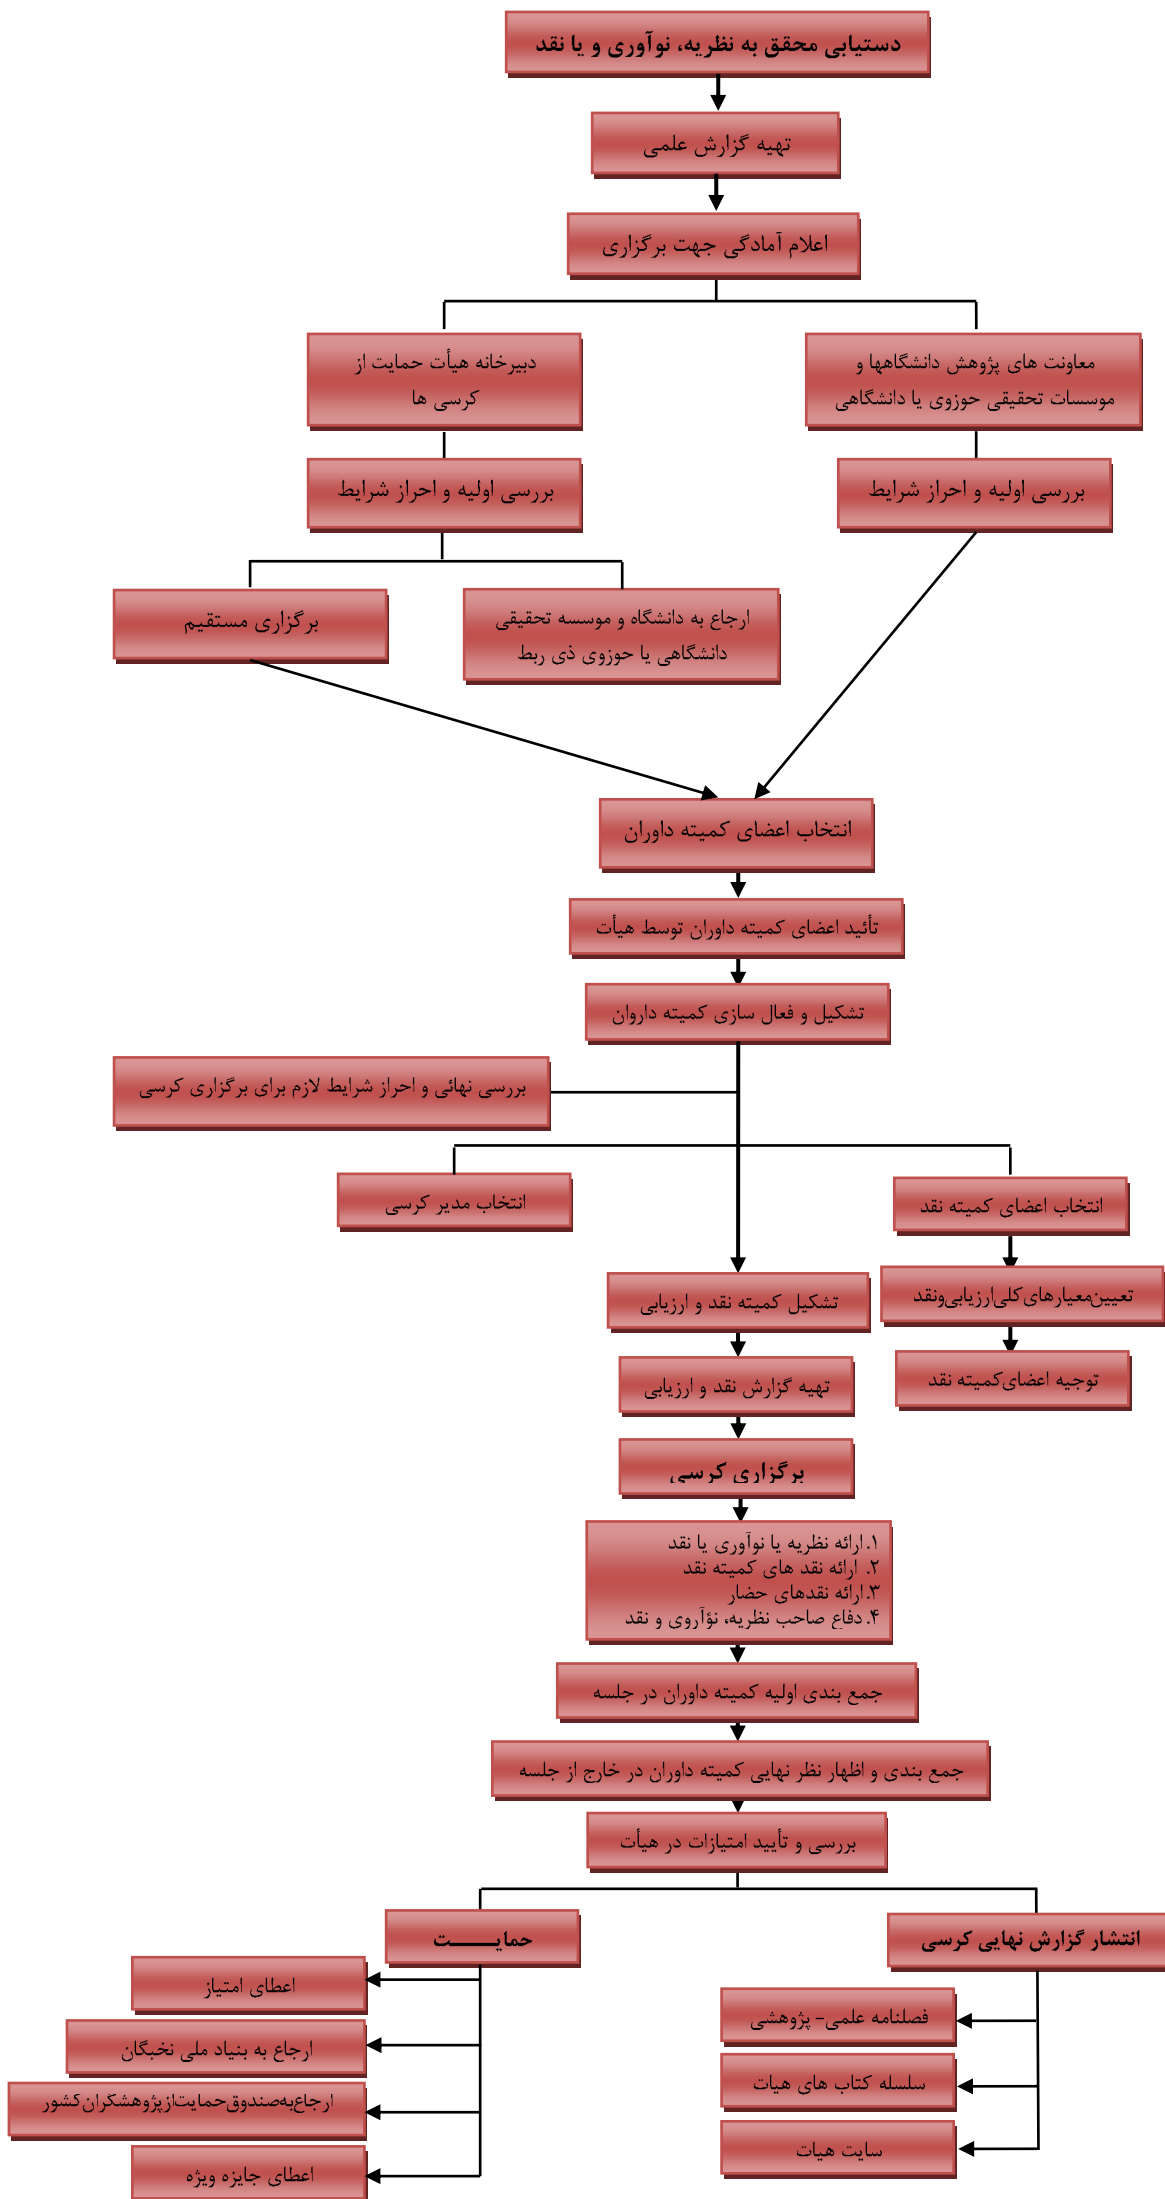 دستیابی محقق به نظریه، نوآوری و یا نقد
تهیه گزارش علمی
اعلام آمادگی جهت برگزاری
معاونت های پژوهش دانشگاهها و
موسسات تحقیقی حوزوی یا دانشگاهی
دبیرخانه هیأت حمایت از
کرسی ها
بررسی اولیه و احراز شرایط
بررسی اولیه و احراز شرایط
ارجاع به دانشگاه و موسسه تحقیقی
دانشگاهی یا حوزوی ذی ربط
برگزاری مستقیم
انتخاب اعضای کمیته داوران
تأئید اعضای کمیته داوران توسط هیأت
تشکیل و فعال سازی کمیته داروان
بررسی نهائی و احراز شرایط لازم برای برگزاری کرسی
انتخاب اعضای کمیته نقد
انتخاب مدیر کرسی
تعیین‌معیارهای‌کلی‌ارزیابی‌ونقد
تشکیل کمیته نقد و ارزیابی
توجیه اعضای‌کمیته نقد
تهیه گزارش نقد و ارزیابی
برگزاری کرسی
۱.ارائه نظریه یا نوآوری یا نقد
۲. ارائه نقد های کمیته نقد
۳.ارائه نقدهای حضار
۴.دفاع صاحب نظریه، نؤآروی و نقد
جمع بندی اولیه کمیته داوران در جلسه
جمع بندی و اظهار نظر نهایی کمیته داوران در خارج از جلسه
بررسی و تأیید امتیازات در هیأت
انتشار گزارش نهایی کرسی
حمایـــــــت
فصلنامه علمی- پژوهشی
سلسله کتاب های هیات
سایت هیات
اعطای امتیاز
ارجاع به بنیاد ملی نخبگان
ارجاع‌به‌صندوق‌حمایت‌ازپژوهشگران‌کشور
اعطای جایزه ویژه